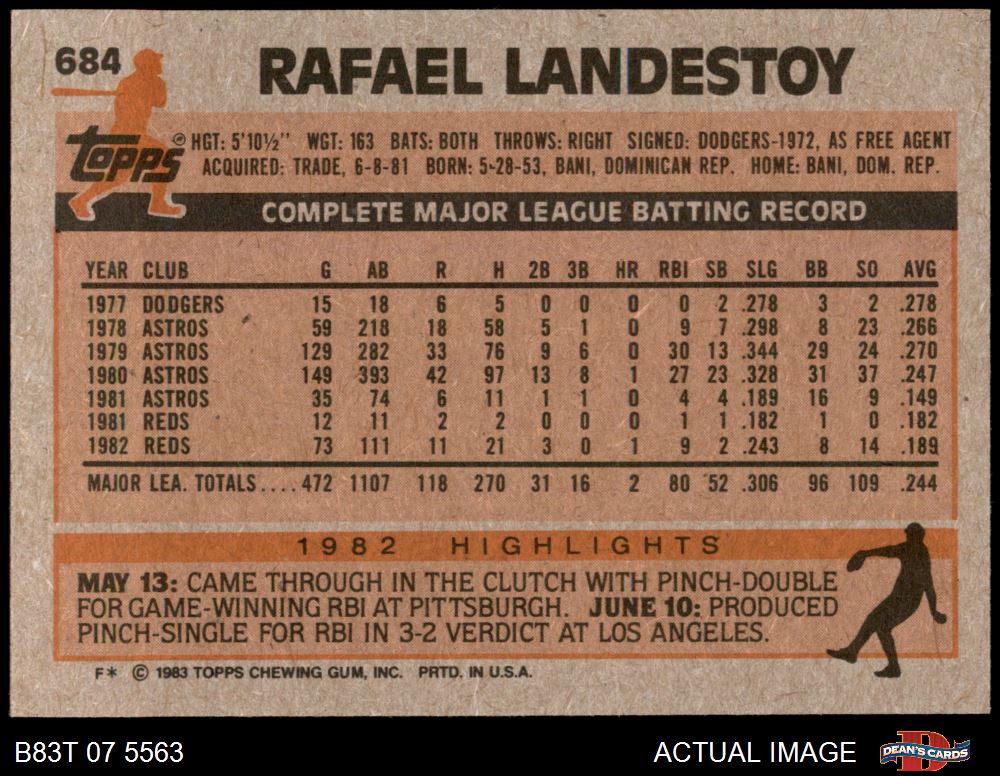 684
RAFAEL LANDESTOY
Topps®
HGT: 5'10½" WGT: 163 BATS: BOTH THROWS: RIGHT SIGNED: DODGERS-1972, AS FREE AGENT
ACQUIRED: TRADE, 6-8-81 BORN: 5-28-53, BANI, DOMINICAN REP. HOME: BANI, DOM. REP.
COMPLETE MAJOR LEAGUE BATTING RECORD
YEAR CLUB G AB R H 2B 3B HR RBI SB SLG BB SO AVG
1977 DODGERS 15 18 6 5 0 0 0 0 2 .278 3 2 .278
1978 ASTROS 59 218 18 58 5 1 0 9 7 .298 8 23 .266
1979 ASTROS 129 282 33 76 9 6 0 30 13 .344 29 24 .270
1980 ASTROS 149 393 42 97 13 8 1 27 23 .328 31 37 .247
1981 ASTROS 35 74 6 11 1 1 0 4 4 .189 16 9 .149
1981 REDS 12 11 2 2 0 0 0 1 1 .182 1 0 .182
1982 REDS 73 111 11 21 3 0 1 9 2 .243 8 14 .189
MAJOR LEA. TOTALS.... 472 1107 118 270 31 16 2 80 52 .306 96 109 .244
1982 HIGHLIGHTS
MAY 13: CAME THROUGH IN THE CLUTCH WITH PINCH-DOUBLE
FOR GAME-WINNING RBI AT PITTSBURGH. JUNE 10: PRODUCED
PINCH-SINGLE FOR RBI IN 3-2 VERDICT AT LOS ANGELES.
F* © 1983 TOPPS CHEWING GUM, INC. PRTD. IN U.S.A.
B83T 07 5563 ACTUAL IMAGE DEAN'S CARDS